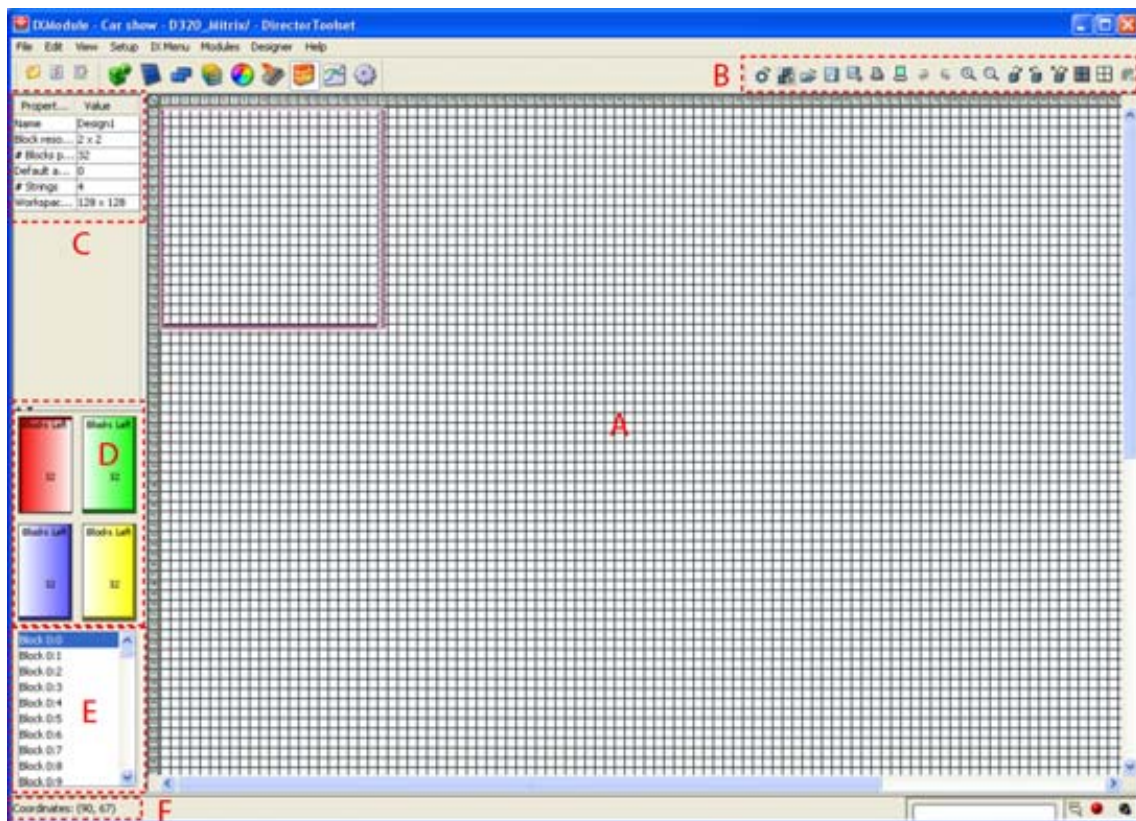 DXModule - Car show - D320_Mitrix/ - DirectorToolset
File Edit View Setup DX Menu Modules Designer Help
B
Propert... Value
Name Design1
Block reso... 2 x 2
# Blocks p... 32
Default a... 0
# Strings 4
Workspac... 128 x 128
C
A
Blocks Left Blocks Left
D
32 32
Blocks Left Blocks Left
32 32
Block 0:0
Block 0:1
Block 0:2
Block 0:3
Block 0:4
Block 0:5
Block 0:6
Block 0:7
Block 0:8
Block 0:9
E
Coordinates: (90, 67)
F